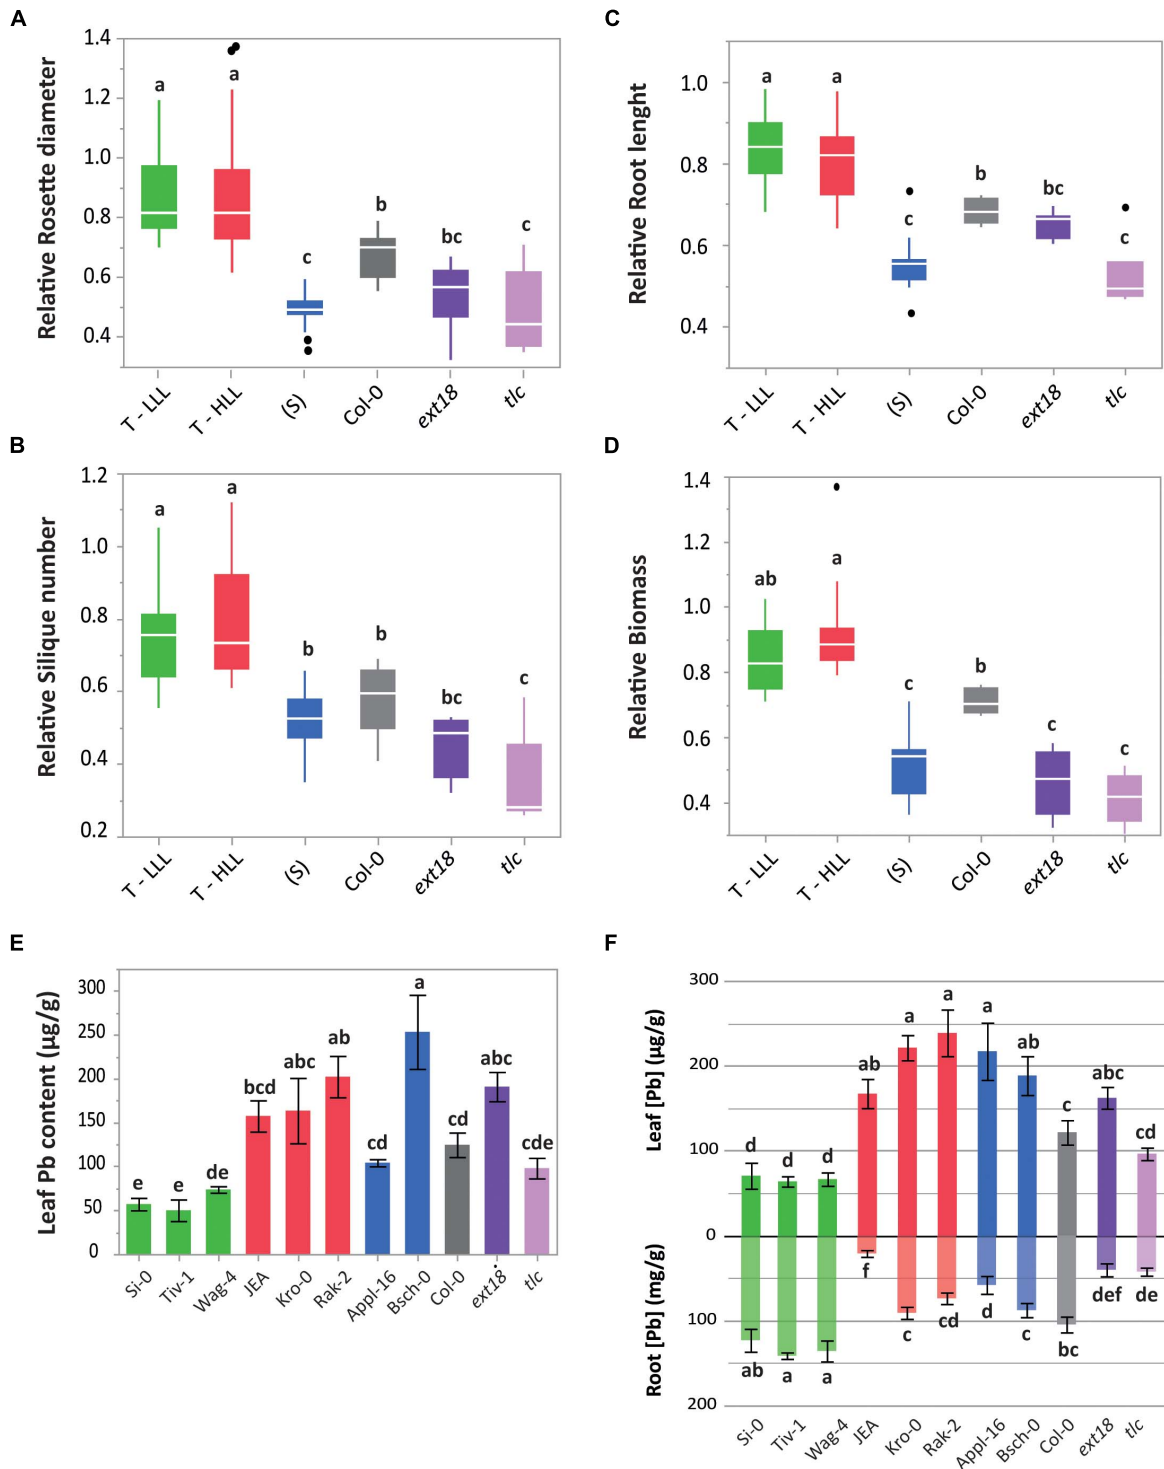 A
Relative Rosette diameter
1.4
1.2
1.0
0.8
0.6
0.4
a
a
c
b
bc
c
T - LLL
T - HLL
(S)
Col-0
ext18
tlc
C
Relative Root lenght
1.0
0.8
0.6
0.4
a
a
c
b
bc
c
T - LLL
T - HLL
(S)
Col-0
ext18
tlc
B
Relative Silique number
1.2
1.0
0.8
0.6
0.4
0.2
a
a
b
b
bc
c
T - LLL
T - HLL
(S)
Col-0
ext18
tlc
D
Relative Biomass
1.4
1.2
1.0
0.8
0.6
0.4
ab
a
c
b
c
c
T - LLL
T - HLL
(S)
Col-0
ext18
tlc
E
Leaf Pb content (µg/g)
300
250
200
150
100
50
0
e
e
de
bcd
abc
ab
cd
a
cd
abc
cde
Si-0
Tiv-1
Wag-4
JEA
Kro-0
Rak-2
Appl-16
Bsch-0
Col-0
ext18
tlc
F
Leaf [Pb] (µg/g)
Root [Pb] (mg/g)
300
200
100
0
100
200
d
d
d
ab
a
a
a
ab
c
abc
cd
ab
a
a
f
c
cd
d
c
bc
def
de
Si-0
Tiv-1
Wag-4
JEA
Kro-0
Rak-2
Appl-16
Bsch-0
Col-0
ext18
tlc